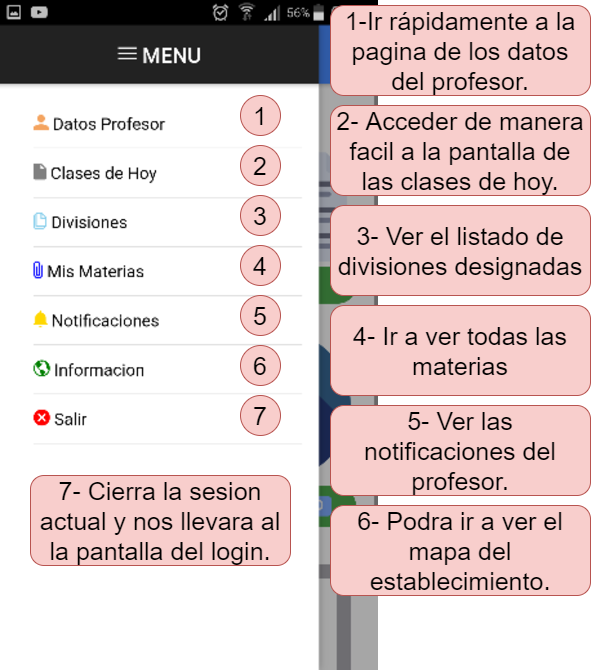 56%
MENU
Datos Profesor
1
Clases de Hoy
2
Divisiones
3
Mis Materias
4
Notificaciones
5
Informacion
6
Salir
7
7- Cierra la sesion
actual y nos llevara al
la pantalla del login.
1-Ir rápidamente a la
pagina de los datos
del profesor.
2- Acceder de manera
facil a la pantalla de
las clases de hoy.
3- Ver el listado de
divisiones designadas
4- Ir a ver todas las
materias
5- Ver las
notificaciones del
profesor.
6- Podra ir a ver el
mapa del
establecimiento.